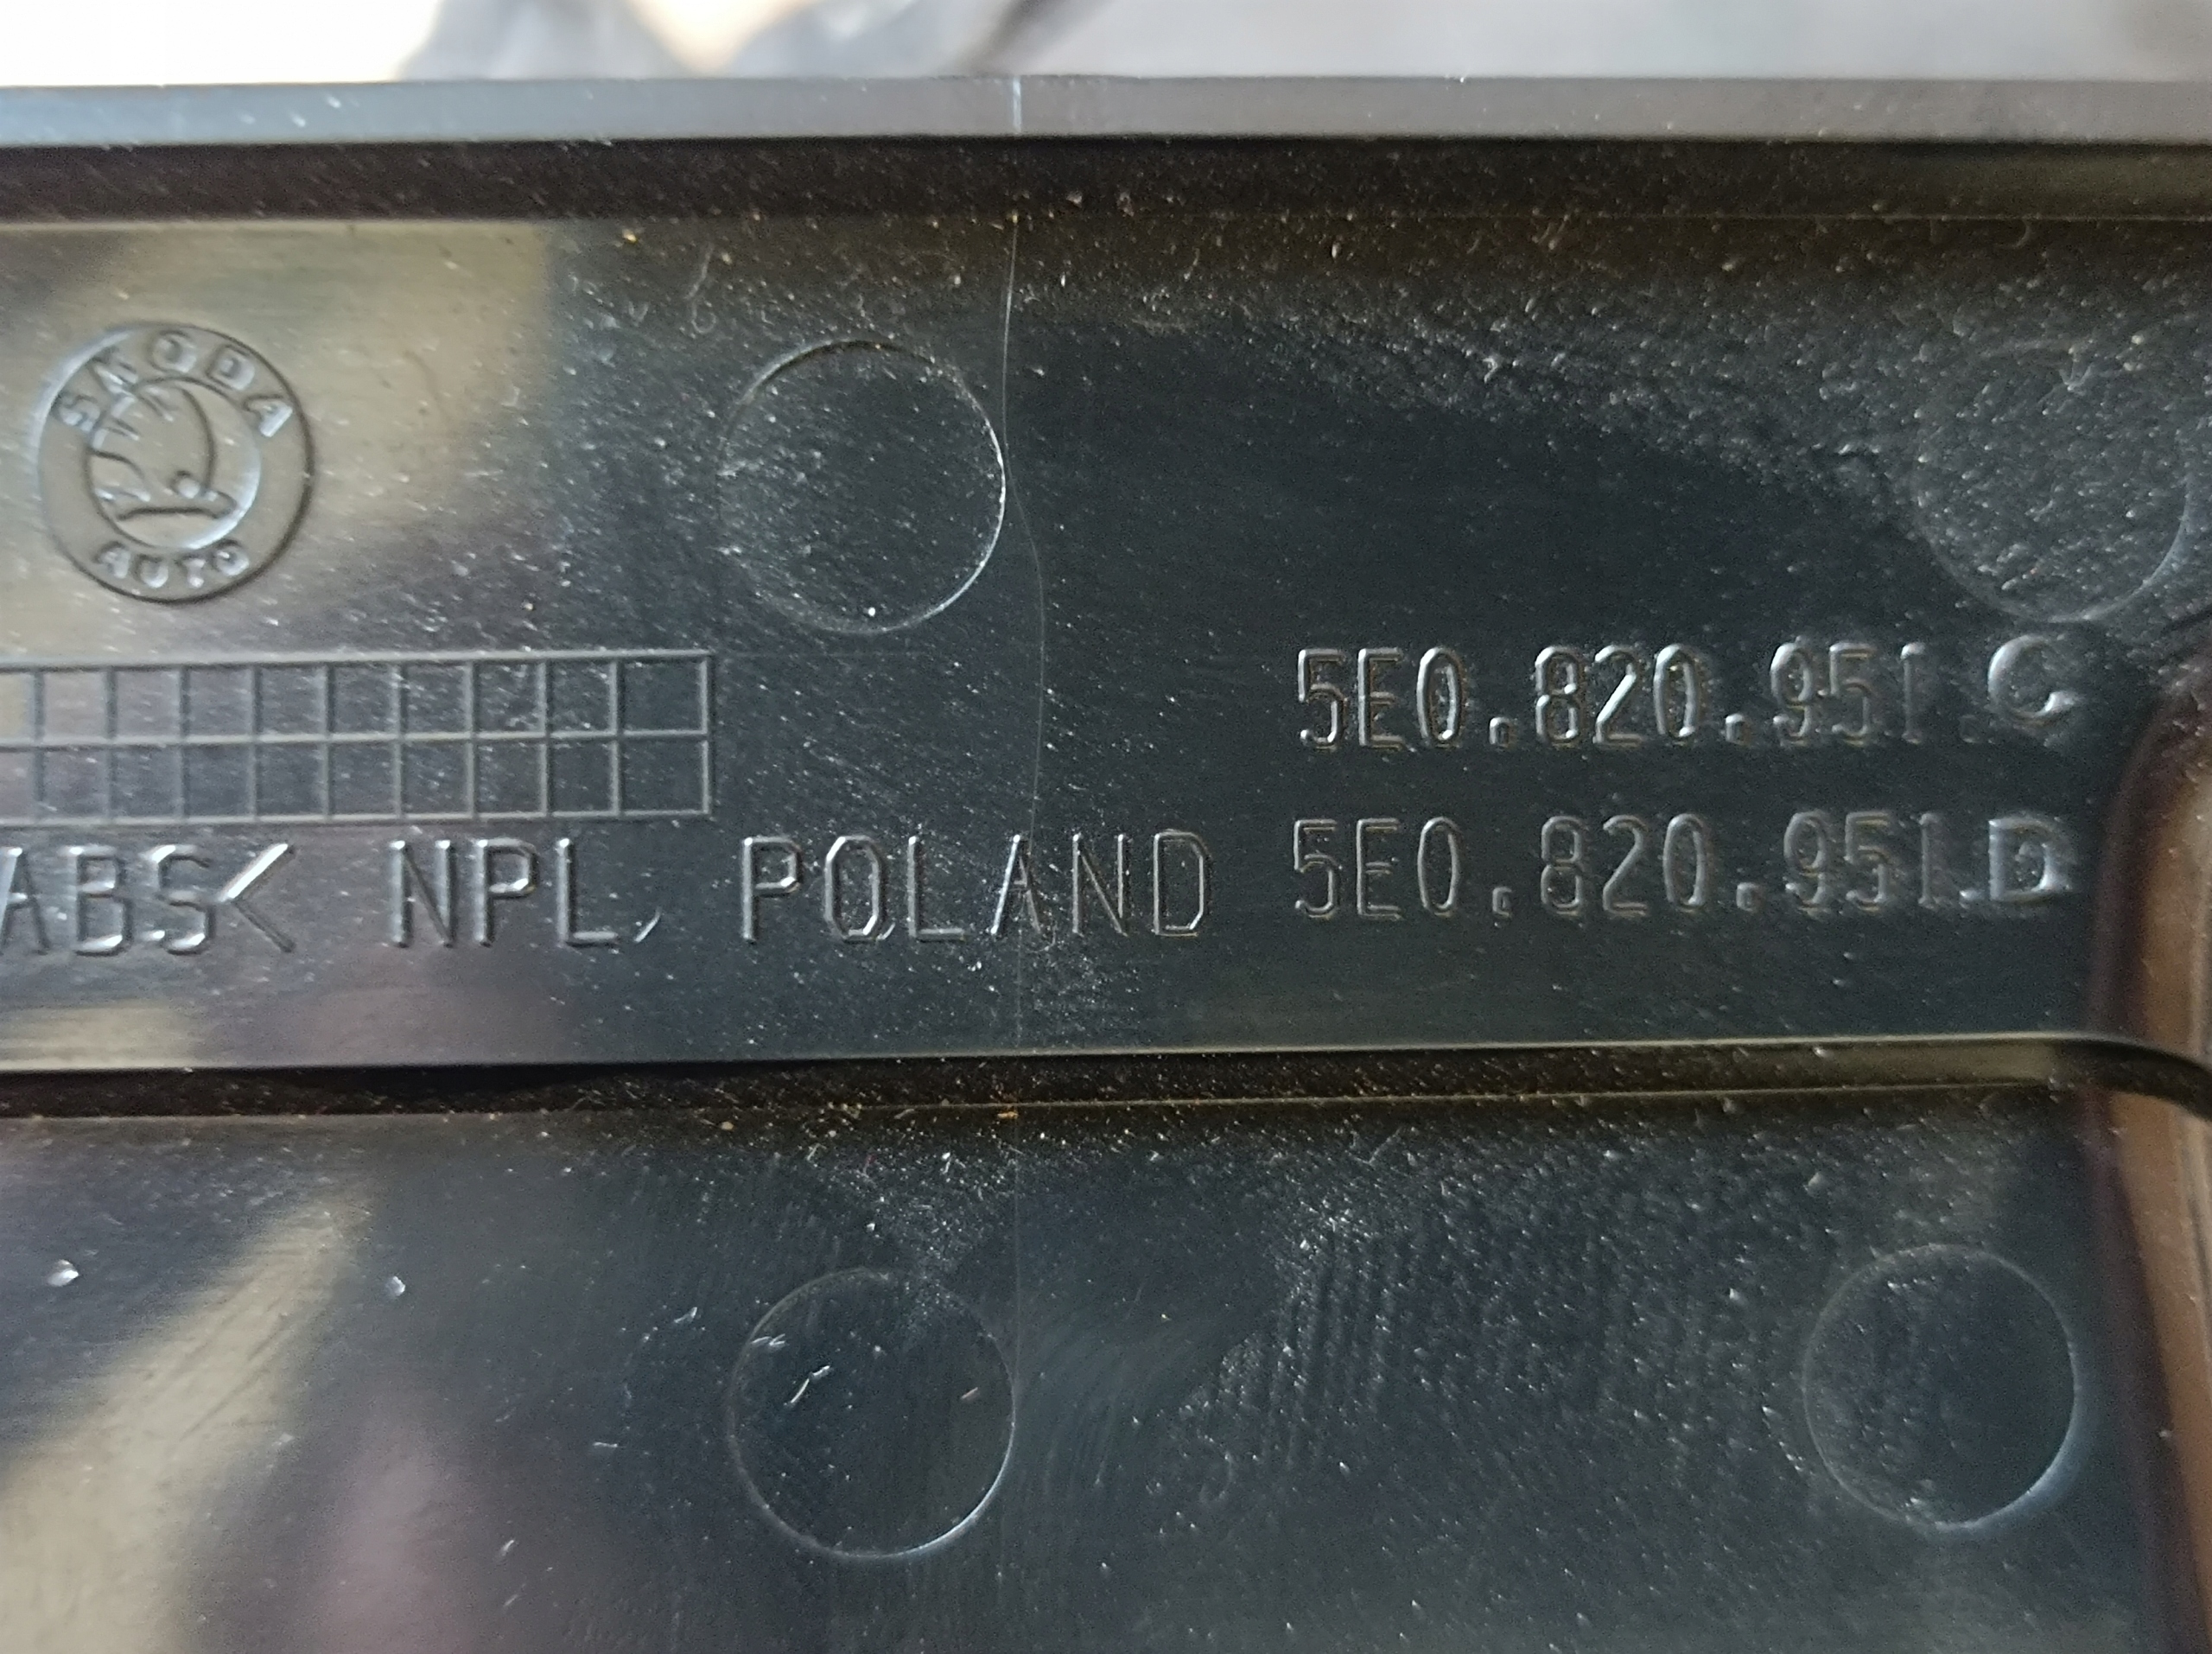 SKODA
AUTO
5E0.820.951 C
5E0.820.951.D
ABS< NPL, POLAND